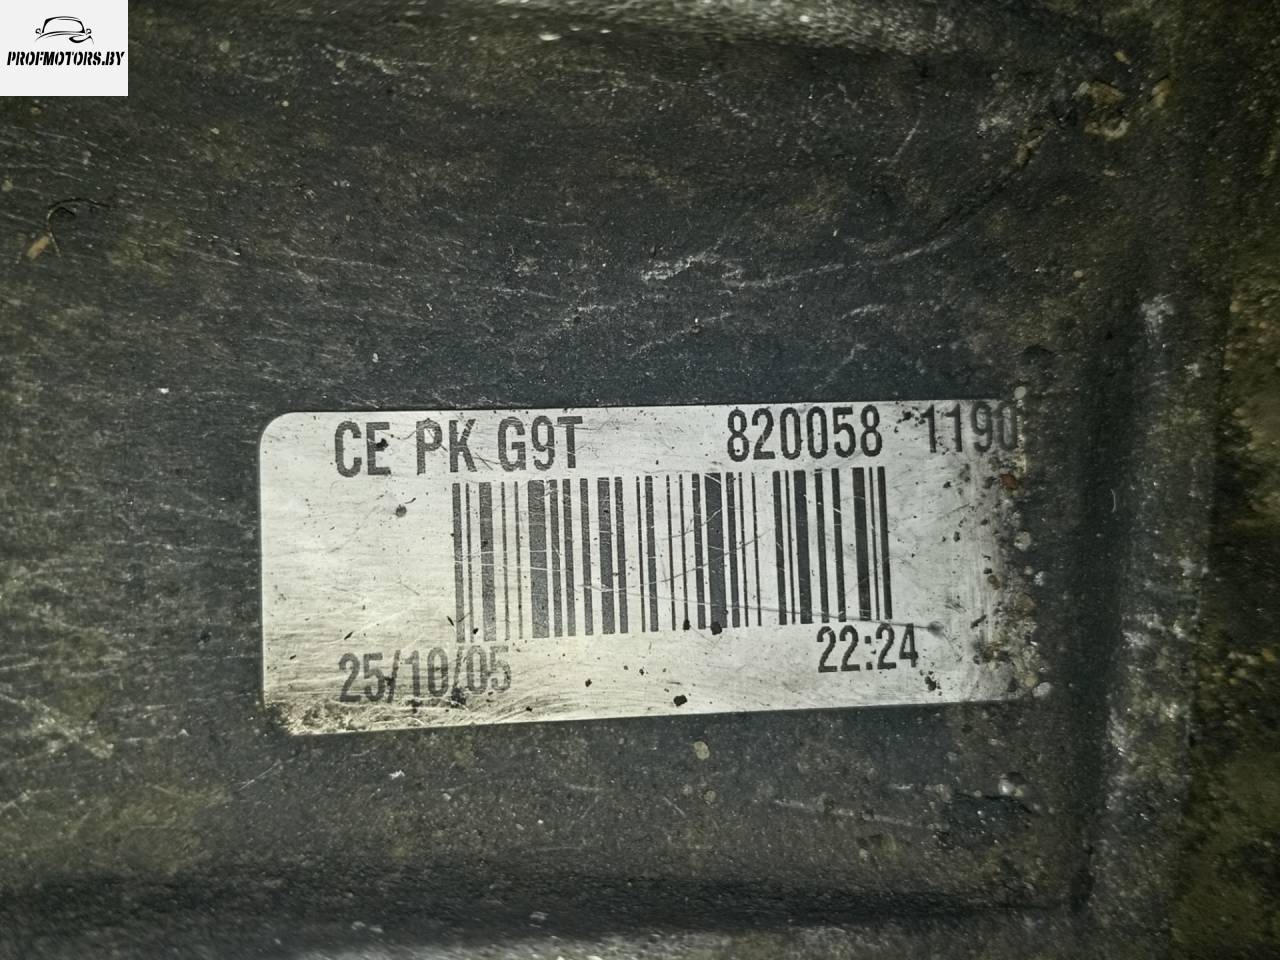 PROFMOTORS.BY
CE PK G9T 820058 1190
25/10/05 22:24